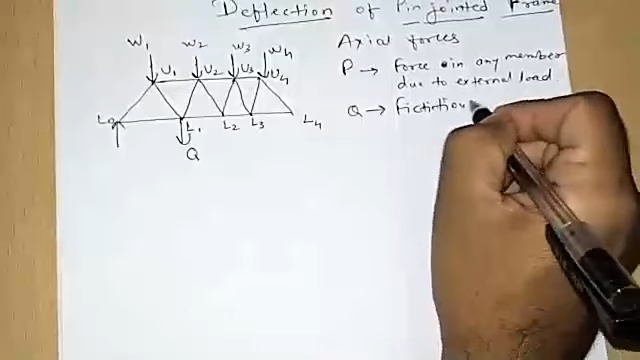 Deflection of Pin jointed Frame
W1 W2 W3 W4
Axial forces
U1 U2 U3 U4
P → Force in any member
due to external load.
Q → Fictitiou
L0 L1 L2 L3 L4
Q